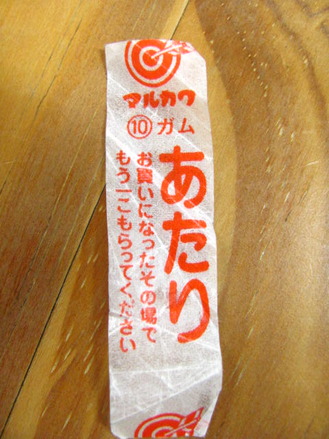 マルカワ
⑩ガム
あたり
お買いになったその場で
もう一こもらってください